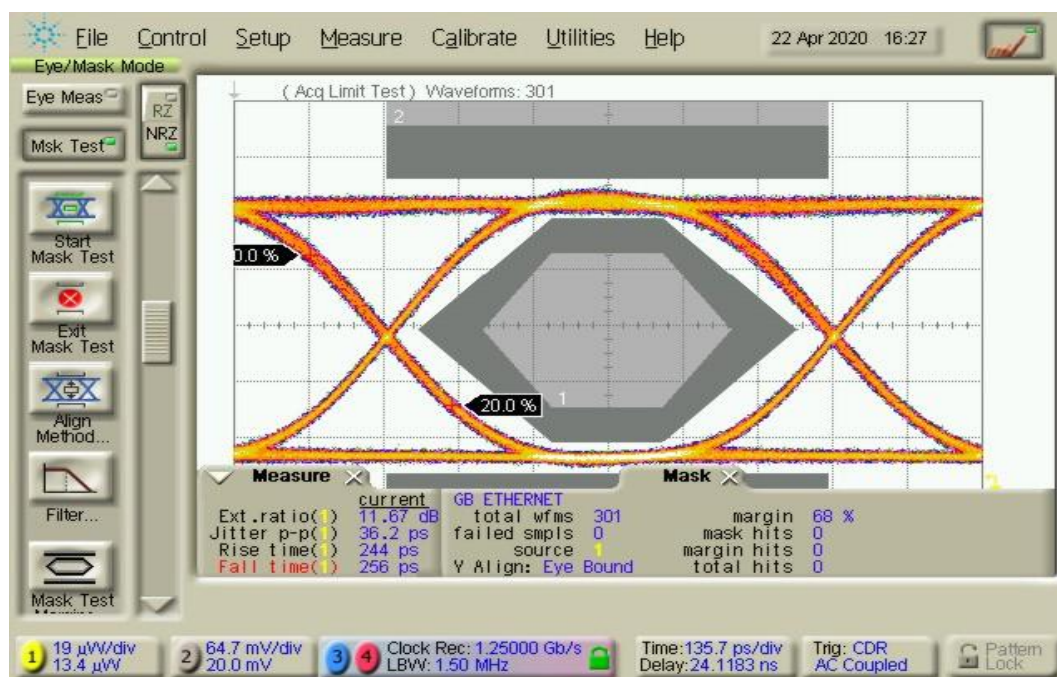 File Control Setup Measure Calibrate Utilities Help 22 Apr 2020 16:27
Eye/Mask Mode
Eye Meas
RZ
NRZ
Msk Test
Start
Mask Test
Exit
Mask Test
Align
Method...
Filter...
Mask Test
( Acq Limit Test ) Waveforms: 301
2
0.0 %
20.0 %
1
Measure
current
Ext.ratio(1) 11.67 dB
Jitter p-p(1) 36.2 ps
Rise time(1) 244 ps
Fall time(1) 256 ps
Mask
GB ETHERNET
total wfms 301 margin 68 %
failed smpls 0 mask hits 0
source 1 margin hits 0
Y Align: Eye Bound total hits 0
1 19 µW/div
13.4 µW
2 64.7 mV/div
20.0 mV
3 4 Clock Rec: 1.25000 Gb/s
LBW: 1.50 MHz
Time:135.7 ps/div
Delay:24.1183 ns
Trig: CDR
AC Coupled
Pattern
Lock